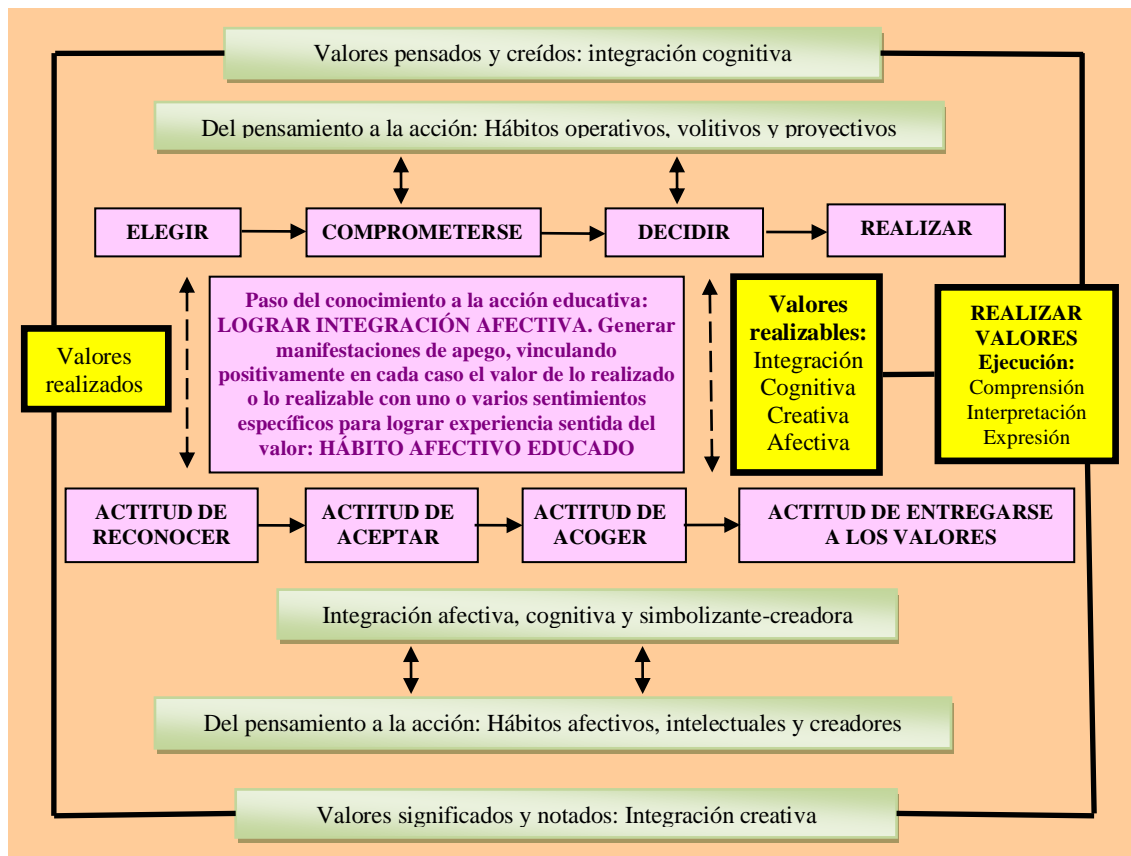 Valores pensados y creídos: integración cognitiva
Del pensamiento a la acción: Hábitos operativos, volitivos y proyectivos
ELEGIR
COMPROMETERSE
DECIDIR
REALIZAR
Valores
realizados
Paso del conocimiento a la acción educativa:
LOGRAR INTEGRACIÓN AFECTIVA. Generar
manifestaciones de apego, vinculando
positivamente en cada caso el valor de lo realizado
o lo realizable con uno o varios sentimientos
específicos para lograr experiencia sentida del
valor: HÁBITO AFECTIVO EDUCADO
Valores
realizables:
Integración
Cognitiva
Creativa
Afectiva
REALIZAR
VALORES
Ejecución:
Comprensión
Interpretación
Expresión
ACTITUD DE
RECONOCER
ACTITUD DE
ACEPTAR
ACTITUD DE
ACOGER
ACTITUD DE ENTREGARSE
A LOS VALORES
Integración afectiva, cognitiva y simbolizante-creadora
Del pensamiento a la acción: Hábitos afectivos, intelectuales y creadores
Valores significados y notados: Integración creativa